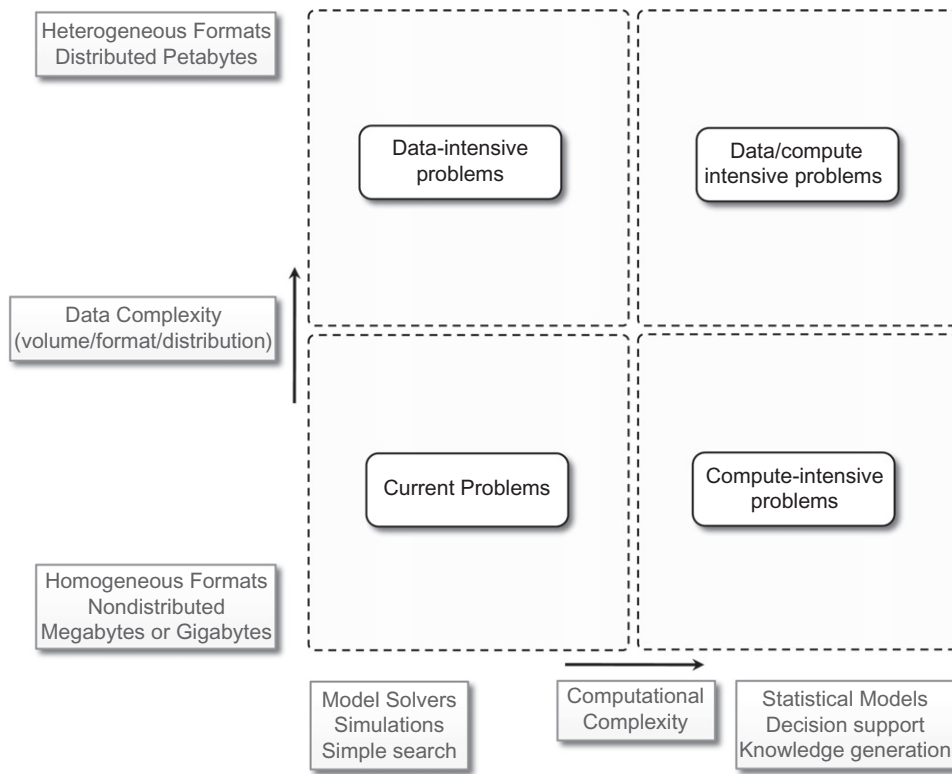 Heterogeneous Formats
Distributed Petabytes
Data-intensive
problems
Data/compute
intensive problems
Data Complexity
(volume/format/distribution)
Current Problems
Compute-intensive
problems
Homogeneous Formats
Nondistributed
Megabytes or Gigabytes
Model Solvers
Simulations
Simple search
Computational
Complexity
Statistical Models
Decision support
Knowledge generation